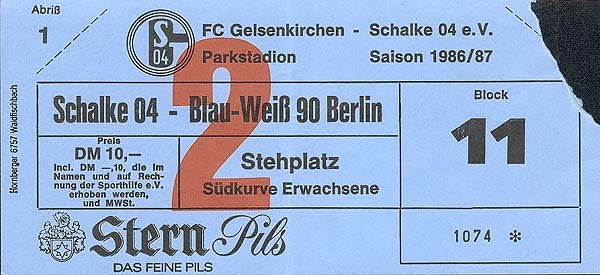 Abriß
1
S
04
FC Gelsenkirchen - Schalke 04 e.V.
Parkstadion Saison 1986/87
Hornberger 6757 Waldfischbach
2
Schalke 04 - Blau-Weiß 90 Berlin
Block
11
Preis
DM 10,—
incl. DM —,10, die im
Namen und auf Rech-
nung der Sporthilfe e.V.
erhoben werden,
und MWSt.
Stehplatz
Südkurve Erwachsene
Stern Pils
DAS FEINE PILS
1074 *